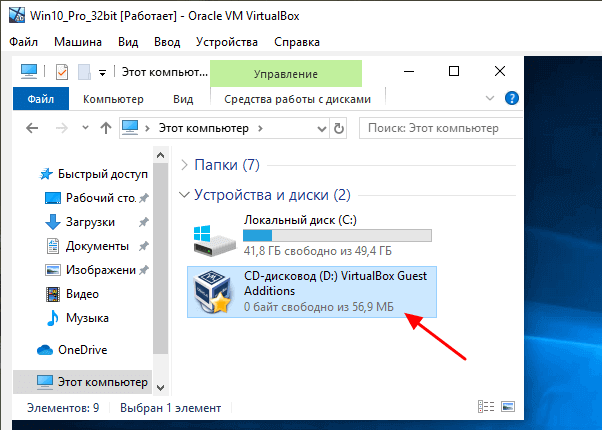 Win10_Pro_32bit [Работает] - Oracle VM VirtualBox
Файл Машина Вид Ввод Устройства Справка
Этот компьют... Управление
Файл Компьютер Вид Средства работы с дисками
Этот компьютер Поиск: Этот компьютер
Быстрый доступ
Рабочий сто.
Загрузки
Документы
Изображени
Видео
Музыка
OneDrive
Этот компьютер
Папки (7)
Устройства и диски (2)
Локальный диск (C:)
41,8 ГБ свободно из 49,4 ГБ
CD-дисковод (D:) VirtualBox Guest
Additions
0 байт свободно из 56,9 МБ
Элементов: 9 Выбран 1 элемент